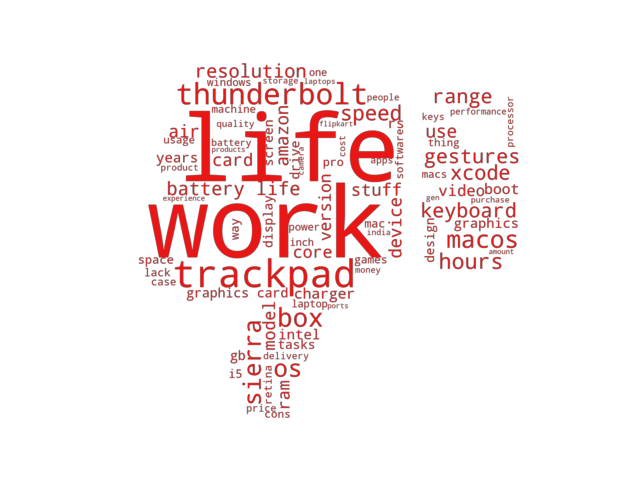 resolution one
windows storage laptops
thunderbolt people
machine speed
quality flipkart rs
air life
usage battery screen amazon drive camera cost softwares
years products
product card pro apps
battery life stuff
experience
work
way display power version mac device
inch core india
space games
lack trackpad money
case
graphics card charger
laptop ports
model box
sierra intel
tasks
gb delivery
i5 retina os
ram
price cons
range
keys performance processor
use
thing
gestures
macs xcode
video boot
gen purchase
keyboard
design graphics
macos
amount
hours